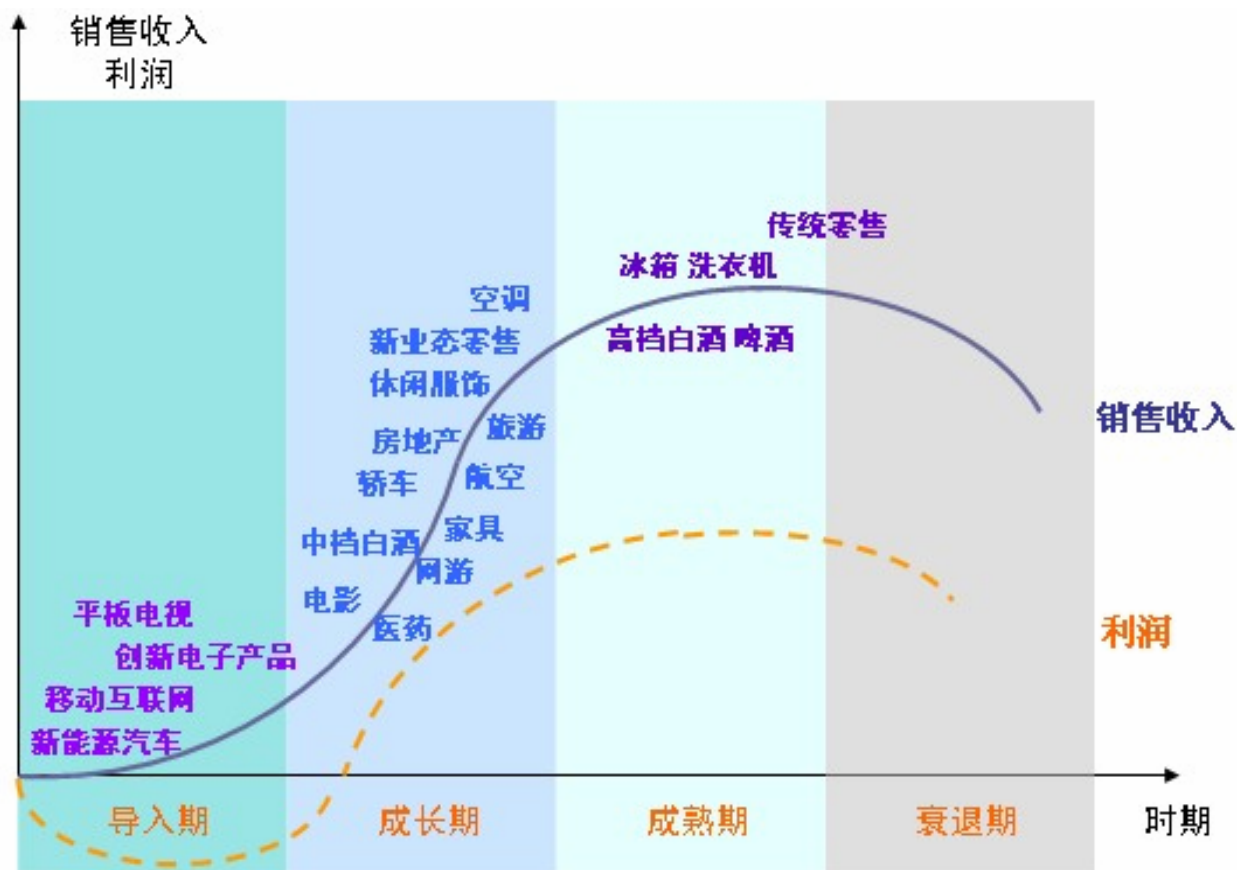 销售收入
利润
传统零售
冰箱 洗衣机
空调
新业态零售
高档白酒 啤酒
休闲服饰
销售收入
旅游
房地产
轿车
航空
家具
中档白酒
网游
电影
平板电视
医药
利润
创新电子产品
移动互联网
新能源汽车
导入期
成长期
成熟期
衰退期
时期